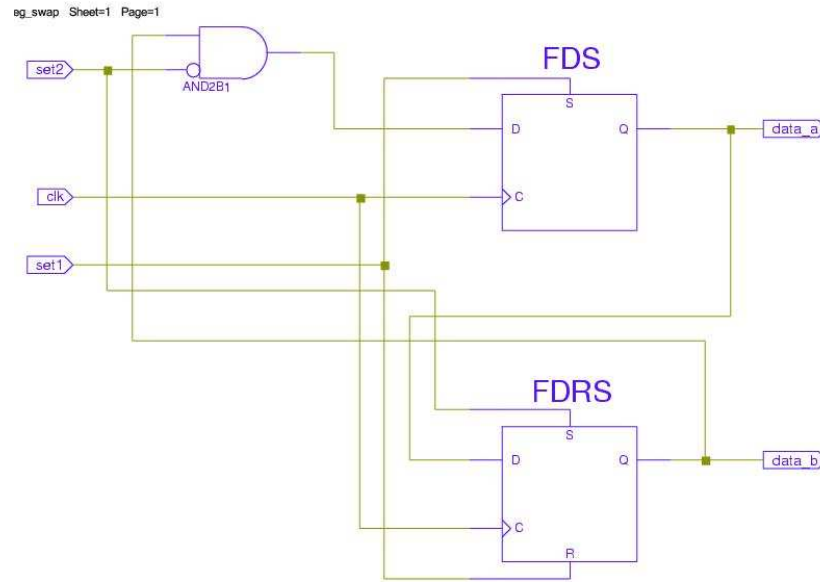 eg_swap Sheet=1 Page=1
set2
AND2B1
FDS
S
D
Q
data_a
clk
C
set1
FDRS
S
D
Q
data_b
C
R